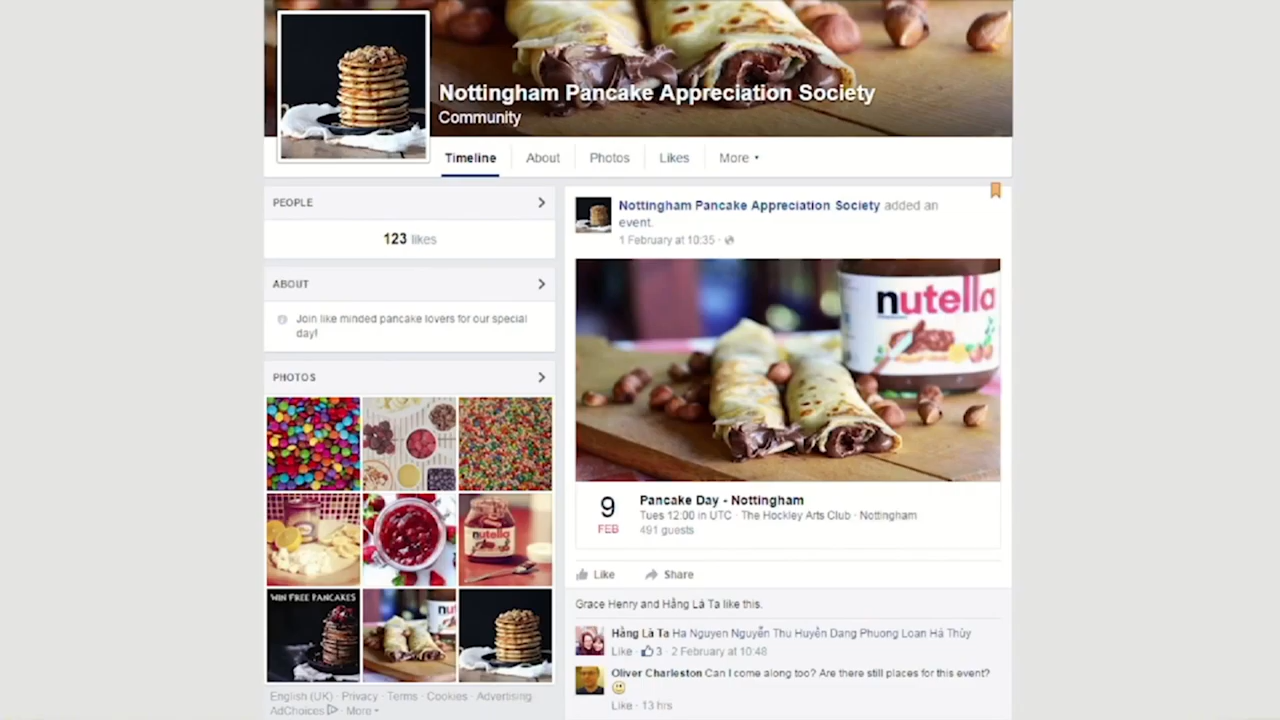 Nottingham Pancake Appreciation Society
Community
Timeline
About
Photos
Likes
More
PEOPLE
123 likes
ABOUT
Join like minded pancake lovers for our special
day!
PHOTOS
nutella
WIN FREE PANCAKES
nut
English (UK) · Privacy · Terms · Cookies · Advertising
AdChoices · More
Nottingham Pancake Appreciation Society added an
event.
1 February at 10:35 ·
nutella
9
FEB
Pancake Day - Nottingham
Tues 12:00 in UTC · The Hockley Arts Club · Nottingham
491 guests
Like
Share
Grace Henry and Hằng Là Ta like this.
Hằng Là Ta Ha Nguyen Nguyễn Thu Huyền Dang Phuong Loan Hà Thủy
Like · 3 · 2 February at 10:48
Oliver Charleston Can I come along too? Are there still places for this event?
Like · 13 hrs